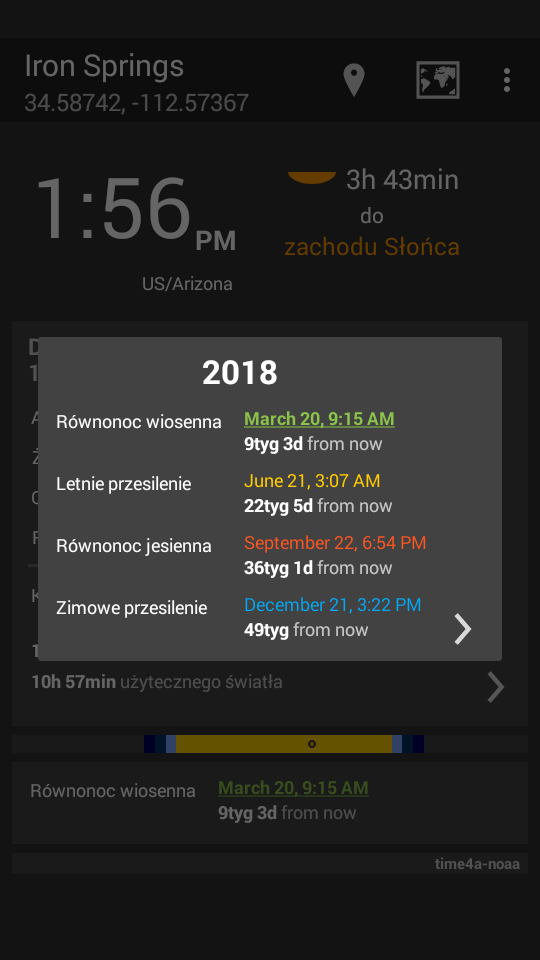 Iron Springs
34.58742, -112.57367
1:56 PM
3h 43min
do
zachodu Słońca
US/Arizona
2018
Równonoc wiosenna
March 20, 9:15 AM
9tyg 3d from now
Letnie przesilenie
June 21, 3:07 AM
22tyg 5d from now
Równonoc jesienna
September 22, 6:54 PM
36tyg 1d from now
Zimowe przesilenie
December 21, 3:22 PM
49tyg from now
10h 57min użytecznego światła
Równonoc wiosenna
March 20, 9:15 AM
9tyg 3d from now
time4a-noaa